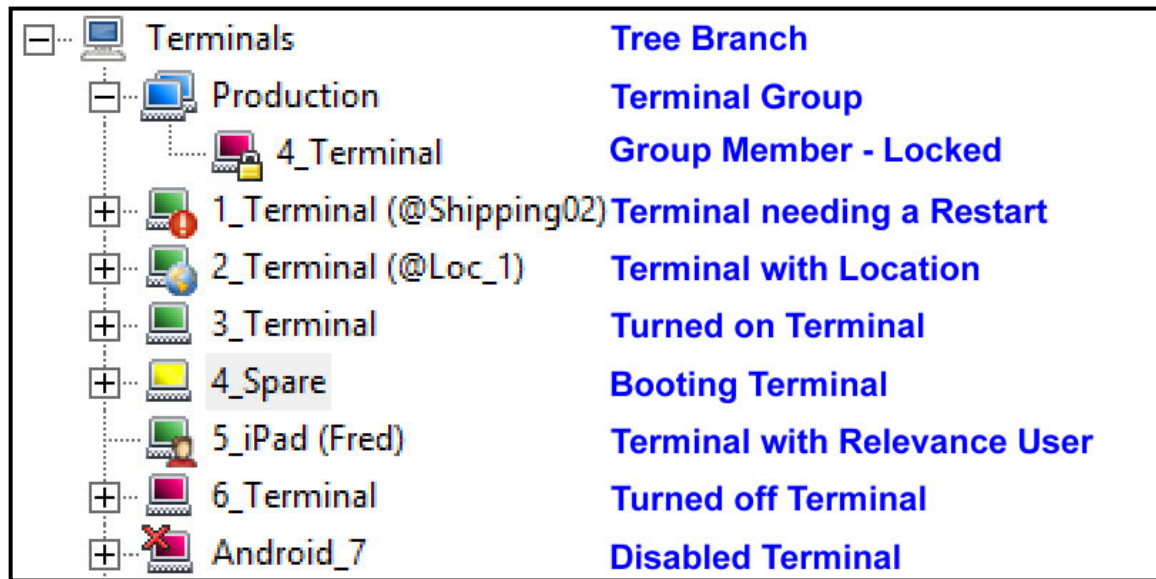 Terminals Tree Branch
Production Terminal Group
4_Terminal Group Member - Locked
1_Terminal (@Shipping02) Terminal needing a Restart
2_Terminal (@Loc_1) Terminal with Location
3_Terminal Turned on Terminal
4_Spare Booting Terminal
5_iPad (Fred) Terminal with Relevance User
6_Terminal Turned off Terminal
Android_7 Disabled Terminal